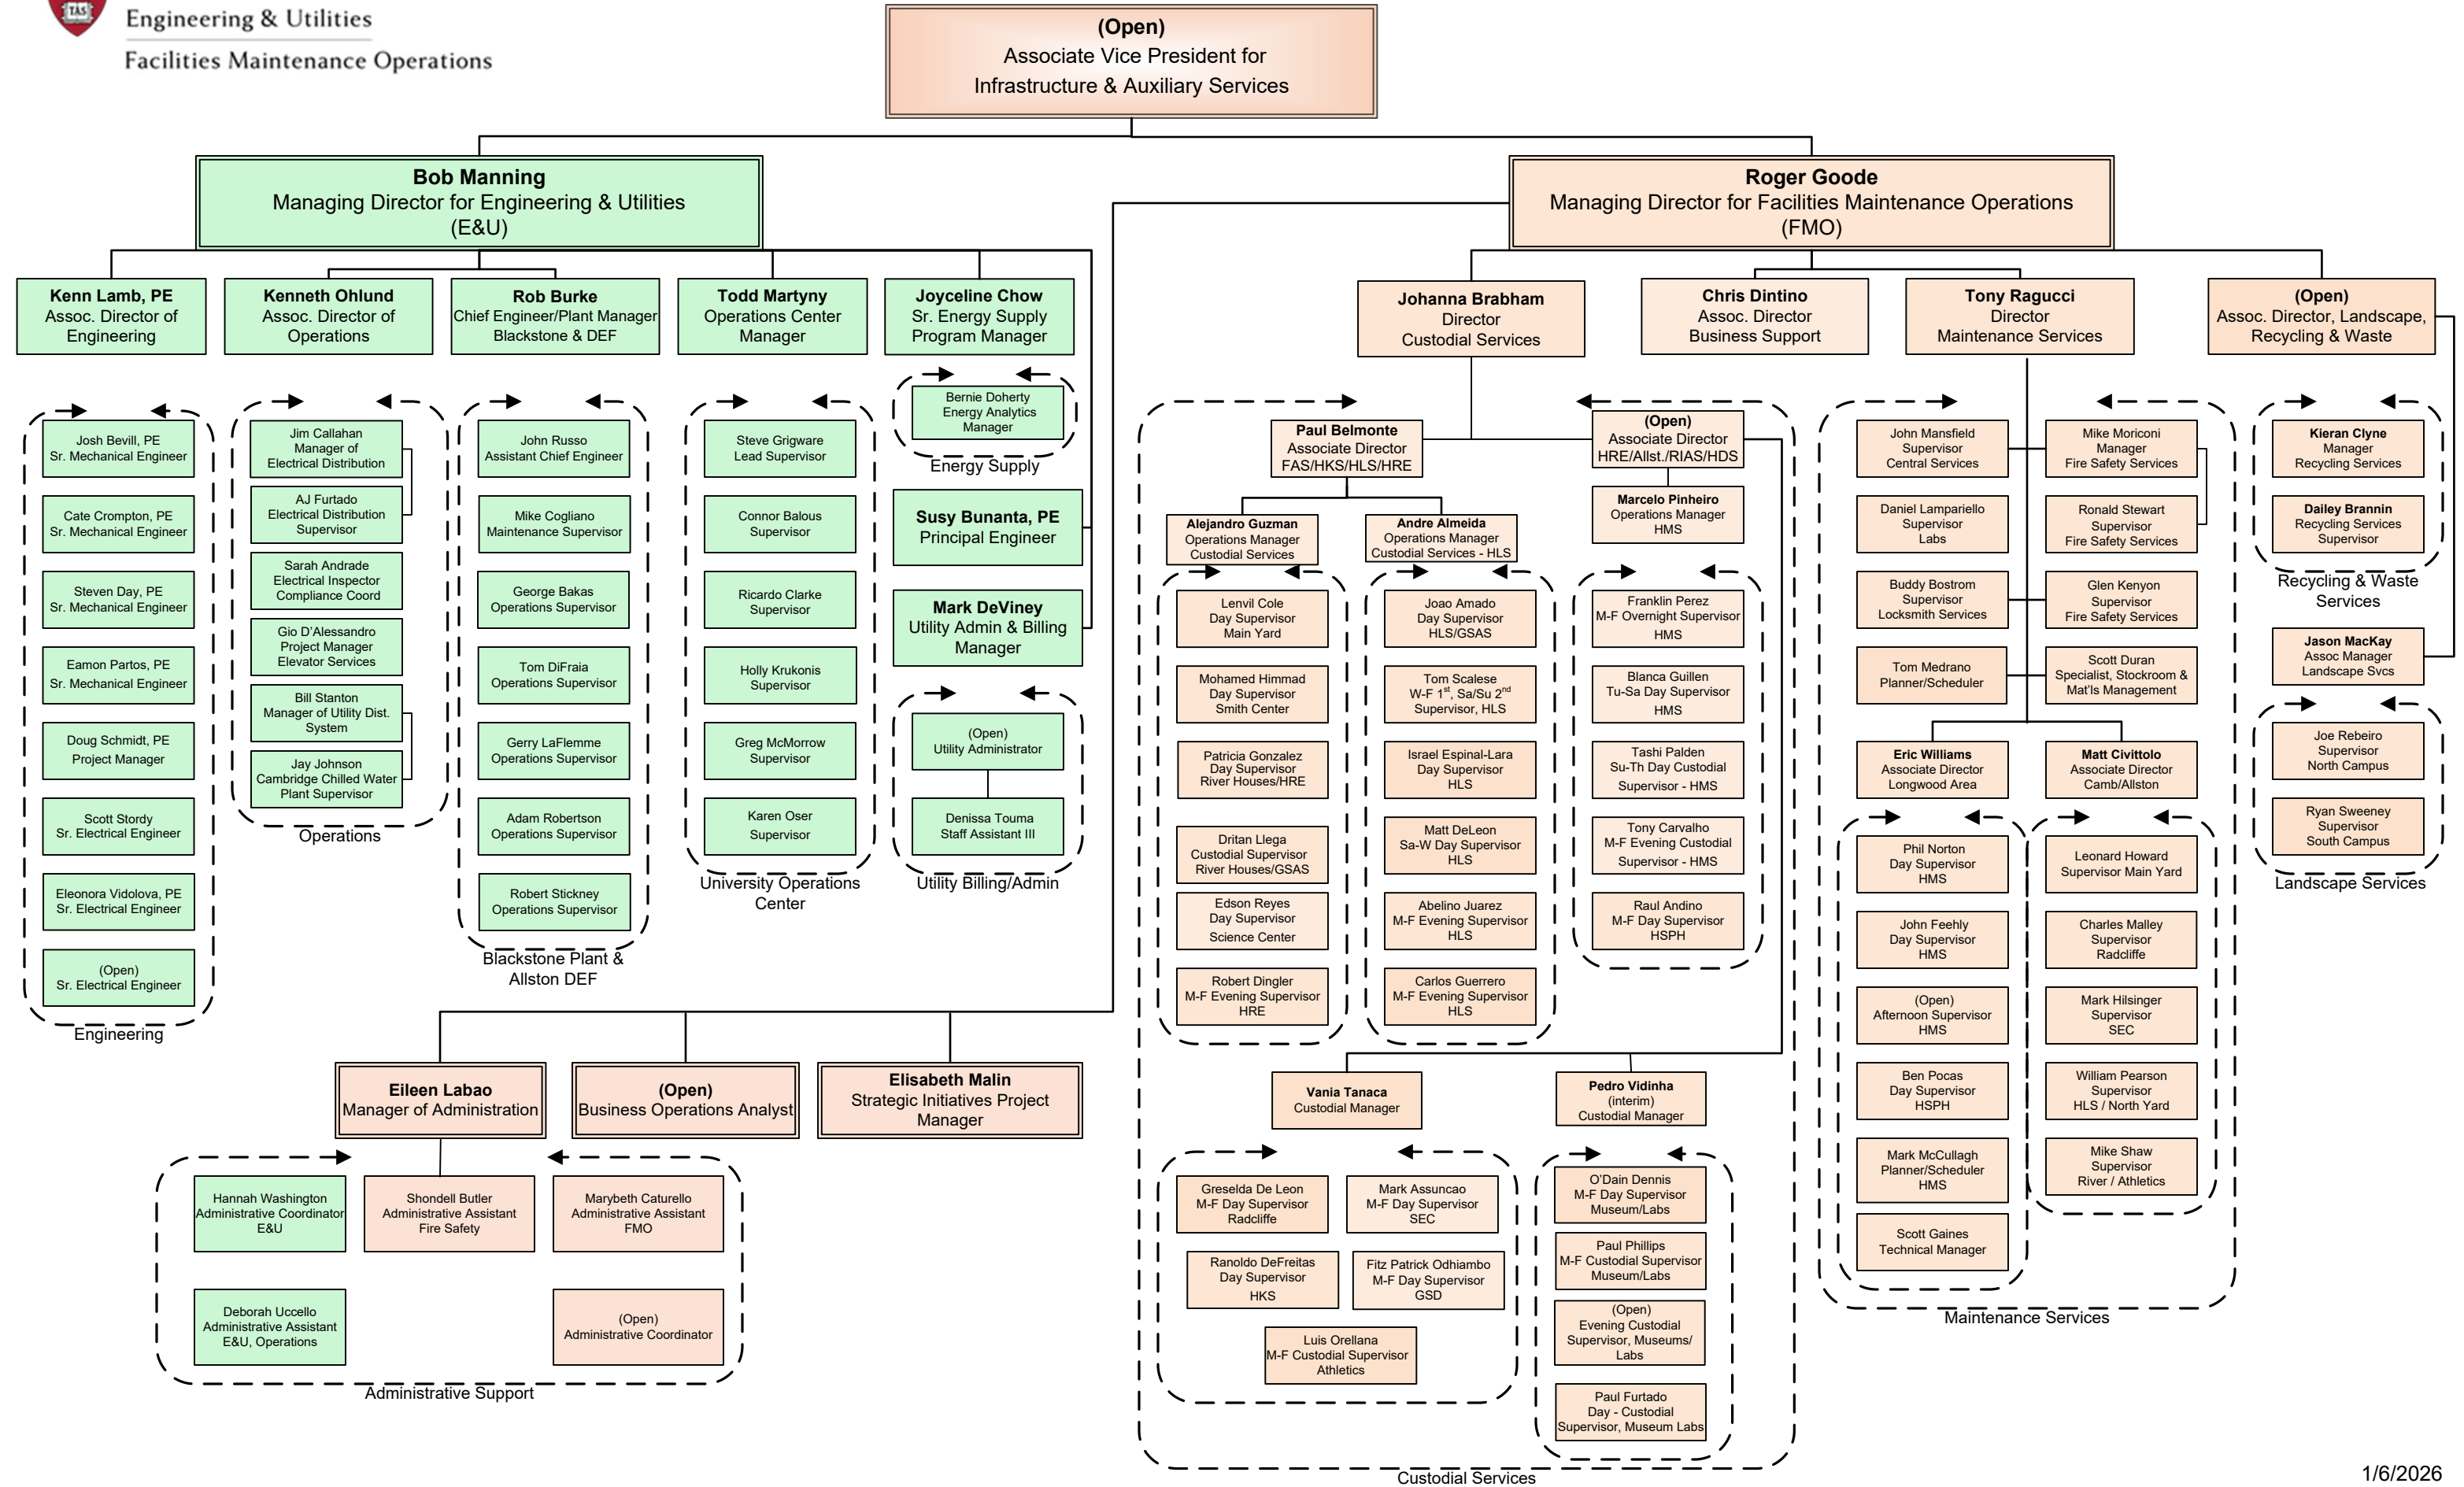 TAS
Engineering & Utilities
Facilities Maintenance Operations
(Open)
Associate Vice President for
Infrastructure & Auxiliary Services
Bob Manning
Managing Director for Engineering & Utilities
(E&U)
Roger Goode
Managing Director for Facilities Maintenance Operations
(FMO)
Kenn Lamb, PE
Assoc. Director of
Engineering
Kenneth Ohlund
Assoc. Director of
Operations
Rob Burke
Chief Engineer/Plant Manager
Blackstone & DEF
Todd Martyny
Operations Center
Manager
Joyceline Chow
Sr. Energy Supply
Program Manager
Johanna Brabham
Director
Custodial Services
Chris Dintino
Assoc. Director
Business Support
Tony Ragucci
Director
Maintenance Services
(Open)
Assoc. Director, Landscape,
Recycling & Waste
Josh Bevill, PE
Sr. Mechanical Engineer
Cate Crompton, PE
Sr. Mechanical Engineer
Steven Day, PE
Sr. Mechanical Engineer
Eamon Partos, PE
Sr. Mechanical Engineer
Doug Schmidt, PE
Project Manager
Scott Stordy
Sr. Electrical Engineer
Eleonora Vidolova, PE
Sr. Electrical Engineer
(Open)
Sr. Electrical Engineer
Engineering
Jim Callahan
Manager of
Electrical Distribution
AJ Furtado
Electrical Distribution
Supervisor
Sarah Andrade
Electrical Inspector
Compliance Coord
Gio D'Alessandro
Project Manager
Elevator Services
Bill Stanton
Manager of Utility Dist.
System
Jay Johnson
Cambridge Chilled Water
Plant Supervisor
Operations
John Russo
Assistant Chief Engineer
Mike Cogliano
Maintenance Supervisor
George Bakas
Operations Supervisor
Tom DiFraia
Operations Supervisor
Gerry LaFlemme
Operations Supervisor
Adam Robertson
Operations Supervisor
Robert Stickney
Operations Supervisor
Blackstone Plant &
Allston DEF
Steve Grigware
Lead Supervisor
Connor Balous
Supervisor
Ricardo Clarke
Supervisor
Holly Krukonis
Supervisor
Greg McMorrow
Supervisor
Karen Oser
Supervisor
University Operations
Center
Bernie Doherty
Energy Analytics
Manager
Energy Supply
Susy Bunanta, PE
Principal Engineer
Mark DeViney
Utility Admin & Billing
Manager
(Open)
Utility Administrator
Denissa Touma
Staff Assistant III
Utility Billing/Admin
Paul Belmonte
Associate Director
FAS/HKS/HLS/HRE
(Open)
Associate Director
HRE/Allst./RIAS/HDS
Alejandro Guzman
Operations Manager
Custodial Services
Andre Almeida
Operations Manager
Custodial Services - HLS
Marcelo Pinheiro
Operations Manager
HMS
Lenvil Cole
Day Supervisor
Main Yard
Mohamed Himmad
Day Supervisor
Smith Center
Patricia Gonzalez
Day Supervisor
River Houses/HRE
Dritan Llega
Custodial Supervisor
River Houses/GSAS
Edson Reyes
Day Supervisor
Science Center
Robert Dingler
M-F Evening Supervisor
HRE
Joao Amado
Day Supervisor
HLS/GSAS
Tom Scalese
W-F 1st, Sa/Su 2nd
Supervisor, HLS
Israel Espinal-Lara
Day Supervisor
HLS
Matt DeLeon
Sa-W Day Supervisor
HLS
Abelino Juarez
M-F Evening Supervisor
HLS
Carlos Guerrero
M-F Evening Supervisor
HLS
Franklin Perez
M-F Overnight Supervisor
HMS
Blanca Guillen
Tu-Sa Day Supervisor
HMS
Tashi Palden
Su-Th Day Custodial
Supervisor - HMS
Tony Carvalho
M-F Evening Custodial
Supervisor - HMS
Raul Andino
M-F Day Supervisor
HSPH
John Mansfield
Supervisor
Central Services
Daniel Lampariello
Supervisor
Labs
Buddy Bostrom
Supervisor
Locksmith Services
Tom Medrano
Planner/Scheduler
Mike Moriconi
Manager
Fire Safety Services
Ronald Stewart
Supervisor
Fire Safety Services
Glen Kenyon
Supervisor
Fire Safety Services
Scott Duran
Specialist, Stockroom &
Mat'ls Management
Eric Williams
Associate Director
Longwood Area
Matt Civittolo
Associate Director
Camb/Allston
Phil Norton
Day Supervisor
HMS
John Feehly
Day Supervisor
HMS
(Open)
Afternoon Supervisor
HMS
Ben Pocas
Day Supervisor
HSPH
Mark McCullagh
Planner/Scheduler
HMS
Scott Gaines
Technical Manager
Leonard Howard
Supervisor Main Yard
Charles Malley
Supervisor
Radcliffe
Mark Hilsinger
Supervisor
SEC
William Pearson
Supervisor
HLS / North Yard
Mike Shaw
Supervisor
River / Athletics
Maintenance Services
Kieran Clyne
Manager
Recycling Services
Dailey Brannin
Recycling Services
Supervisor
Recycling & Waste
Services
Jason MacKay
Assoc Manager
Landscape Svcs
Joe Rebeiro
Supervisor
North Campus
Ryan Sweeney
Supervisor
South Campus
Landscape Services
Eileen Labao
Manager of Administration
(Open)
Business Operations Analyst
Elisabeth Malin
Strategic Initiatives Project
Manager
Hannah Washington
Administrative Coordinator
E&U
Shondell Butler
Administrative Assistant
Fire Safety
Marybeth Caturello
Administrative Assistant
FMO
Deborah Uccello
Administrative Assistant
E&U, Operations
(Open)
Administrative Coordinator
Administrative Support
Vania Tanaca
Custodial Manager
Pedro Vidinha
(interim)
Custodial Manager
Greselda De Leon
M-F Day Supervisor
Radcliffe
Mark Assuncao
M-F Day Supervisor
SEC
Ranoldo DeFreitas
Day Supervisor
HKS
Fitz Patrick Odhiambo
M-F Day Supervisor
GSD
Luis Orellana
M-F Custodial Supervisor
Athletics
O'Dain Dennis
M-F Day Supervisor
Museum/Labs
Paul Phillips
M-F Custodial Supervisor
Museum/Labs
(Open)
Evening Custodial
Supervisor, Museums/
Labs
Paul Furtado
Day - Custodial
Supervisor, Museum Labs
Custodial Services
1/6/2026